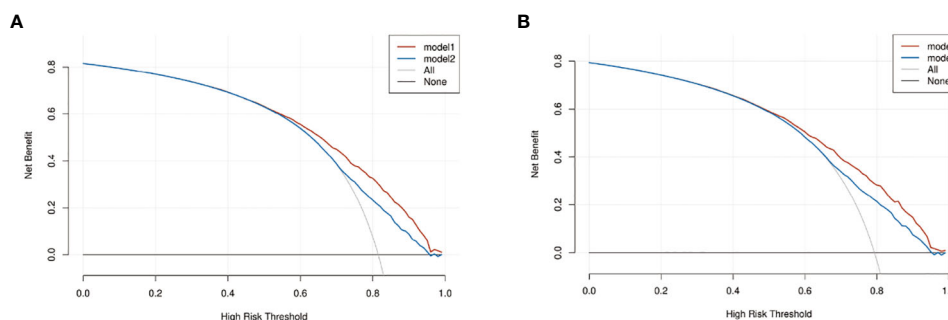 A
model1
model2
All
None
Net Benefit
0.8
0.6
0.4
0.2
0.0
0.0 0.2 0.4 0.6 0.8 1.0
High Risk Threshold
B
mode
mode
All
None
Net Benefit
0.8
0.6
0.4
0.2
0.0
0.0 0.2 0.4 0.6 0.8
High Risk Threshold